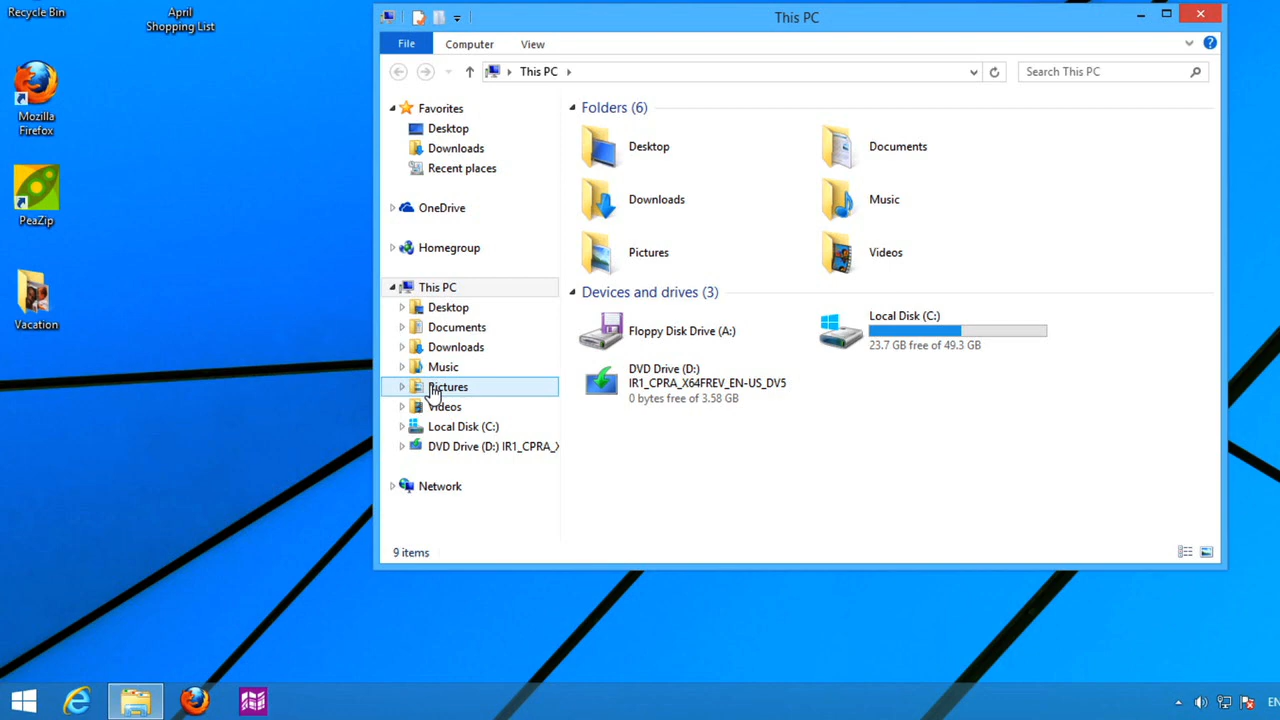 Recycle Bin
April
Shopping List
Mozilla
Firefox
PeaZip
Vacation
This PC
File
Computer
View
This PC
Search This PC
Favorites
Desktop
Downloads
Recent places
OneDrive
Homegroup
This PC
Desktop
Documents
Downloads
Music
Pictures
Videos
Local Disk (C:)
DVD Drive (D:) IR1_CPRA_X
Network
Folders (6)
Desktop
Documents
Downloads
Music
Pictures
Videos
Devices and drives (3)
Floppy Disk Drive (A:)
Local Disk (C:)
23.7 GB free of 49.3 GB
DVD Drive (D:)
IR1_CPRA_X64FREV_EN-US_DV5
0 bytes free of 3.58 GB
9 items
EN